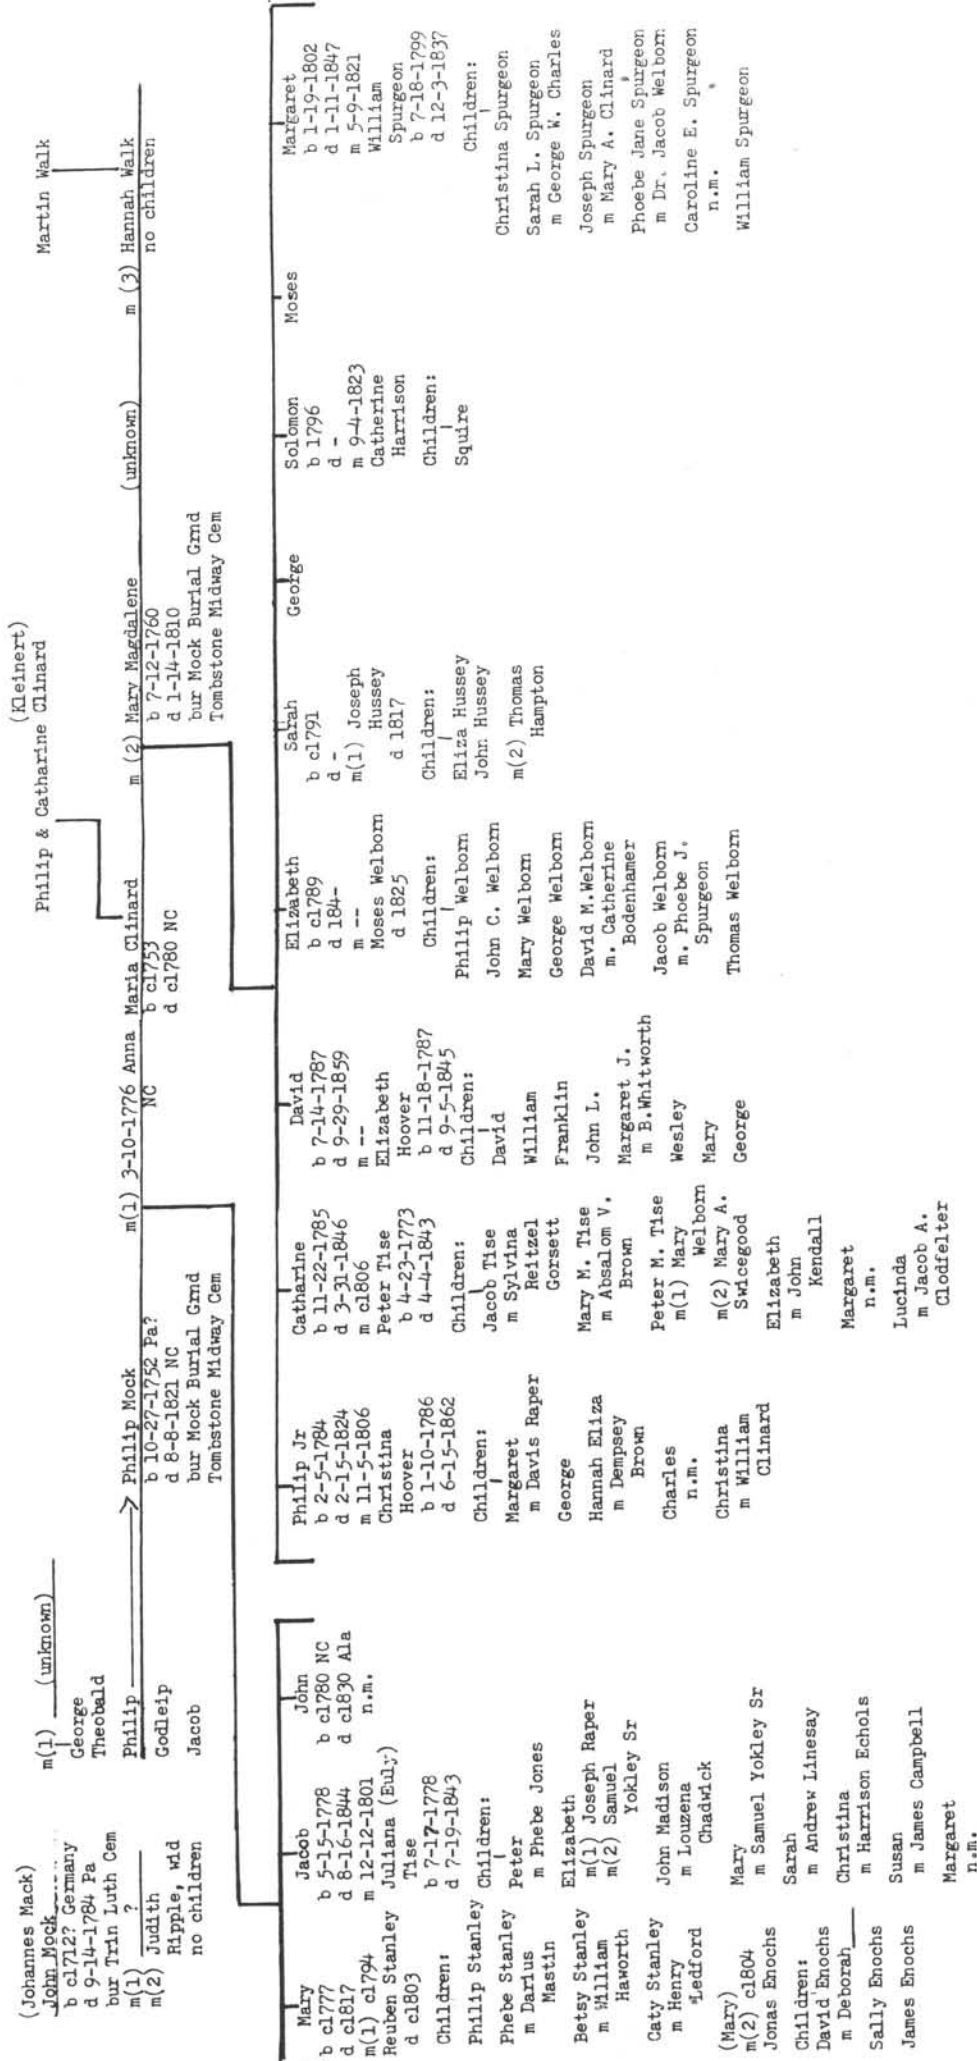 (Johannes Mack)
John Mock
b c1712? Germany
d 9-14-1784 Pa
bur Trin Luth Cem
m(1) ?
m(2) Judith
Ripple, wid
no children
m(1) (unknown)
George
Theobald
Philip
Godleip
Jacob
Philip Mock
b 10-27-1752 Pa?
d 8-8-1821 NC
bur Mock Burial Grnd
Tombstone Midway Cem
m(1) 3-10-1776 Anna Maria Clinard
NC
b c1753
d c1780 NC
Philip & Catharine Clinard
(Kleinert)
m (2) Mary Magdalene (unknown)
b 7-12-1760
d 1-14-1810
bur Mock Burial Grnd
Tombstone Midway Cem
Martin Walk
m (3) Hannah Walk
no children
Mary
b c1777
d c1817
m(1) c1794
Reuben Stanley
d c1803
Children:
Philip Stanley
Phebe Stanley
m Darius
Mastin
Betsy Stanley
m William
Haworth
Caty Stanley
m Henry
Ledford
(Mary)
m(2) c1804
Jonas Enochs
Children:
David Enochs
m Deborah
Sally Enochs
James Enochs
Jacob
b 5-15-1778
d 8-16-1844
m 12-12-1801
Juliana (Euly)
Tise
b 7-17-1778
d 7-19-1843
Children:
Peter
m Phebe Jones
Elizabeth
m(1) Joseph Raper
m(2) Samuel
Yokley Sr
John Madison
m Louzena
Chadwick
Mary
m Samuel Yokley Sr
Sarah
m Andrew Linesay
Christina
m Harrison Echols
Susan
m James Campbell
Margaret
n.m.
John
b c1780 NC
d c1830 Ala
n.m.
Philip Jr
b 2-5-1784
d 2-15-1824
m 11-5-1806
Christina
Hoover
b 1-10-1786
d 6-15-1862
Children:
Margaret
m Davis Raper
George
Hannah Eliza
m Dempsey
Brown
Charles
n.m.
Christina
m William
Clinard
Catharine
b 11-22-1785
d 3-31-1846
m c1806
Peter Tise
b 4-23-1773
d 4-4-1843
Children:
Jacob Tise
m Sylvina
Reitzel
Gorsett
Mary M. Tise
m Absalom V.
Brown
Peter M. Tise
m(1) Mary
Welborn
m(2) Mary A.
Swicegood
Elizabeth
m John
Kendall
Margaret
n.m.
Lucinda
m Jacob A.
Clodfelter
David
b 7-14-1787
d 9-29-1859
m --
Elizabeth
Hoover
b 11-18-1787
d 9-5-1845
Children:
David
William
Franklin
John L.
Margaret J.
m B.Whitworth
Wesley
Mary
George
Elizabeth
b c1789
d 184-
m --
Moses Welborn
d 1825
Children:
Philip Welborn
John C. Welborn
Mary Welborn
George Welborn
David M.Welborn
m. Catherine
Bodenhamer
Jacob Welborn
m. Phoebe J.
Spurgeon
Thomas Welborn
Sarah
b c1791
d -
m(1) Joseph
Hussey
d 1817
Children:
Eliza Hussey
John Hussey
m(2) Thomas
Hampton
George
Solomon
b 1796
d -
m 9-4-1823
Catherine
Harrison
Children:
Squire
Moses
Margaret
b 1-19-1802
d 1-11-1847
m 5-9-1821
William
Spurgeon
b 7-18-1799
d 12-3-1837
Children:
Christina Spurgeon
Sarah L. Spurgeon
m George W. Charles
Joseph Spurgeon
m Mary A. Clinard
Phoebe Jane Spurgeon
m Dr. Jacob Welborn
Caroline E. Spurgeon
n.m.
William Spurgeon